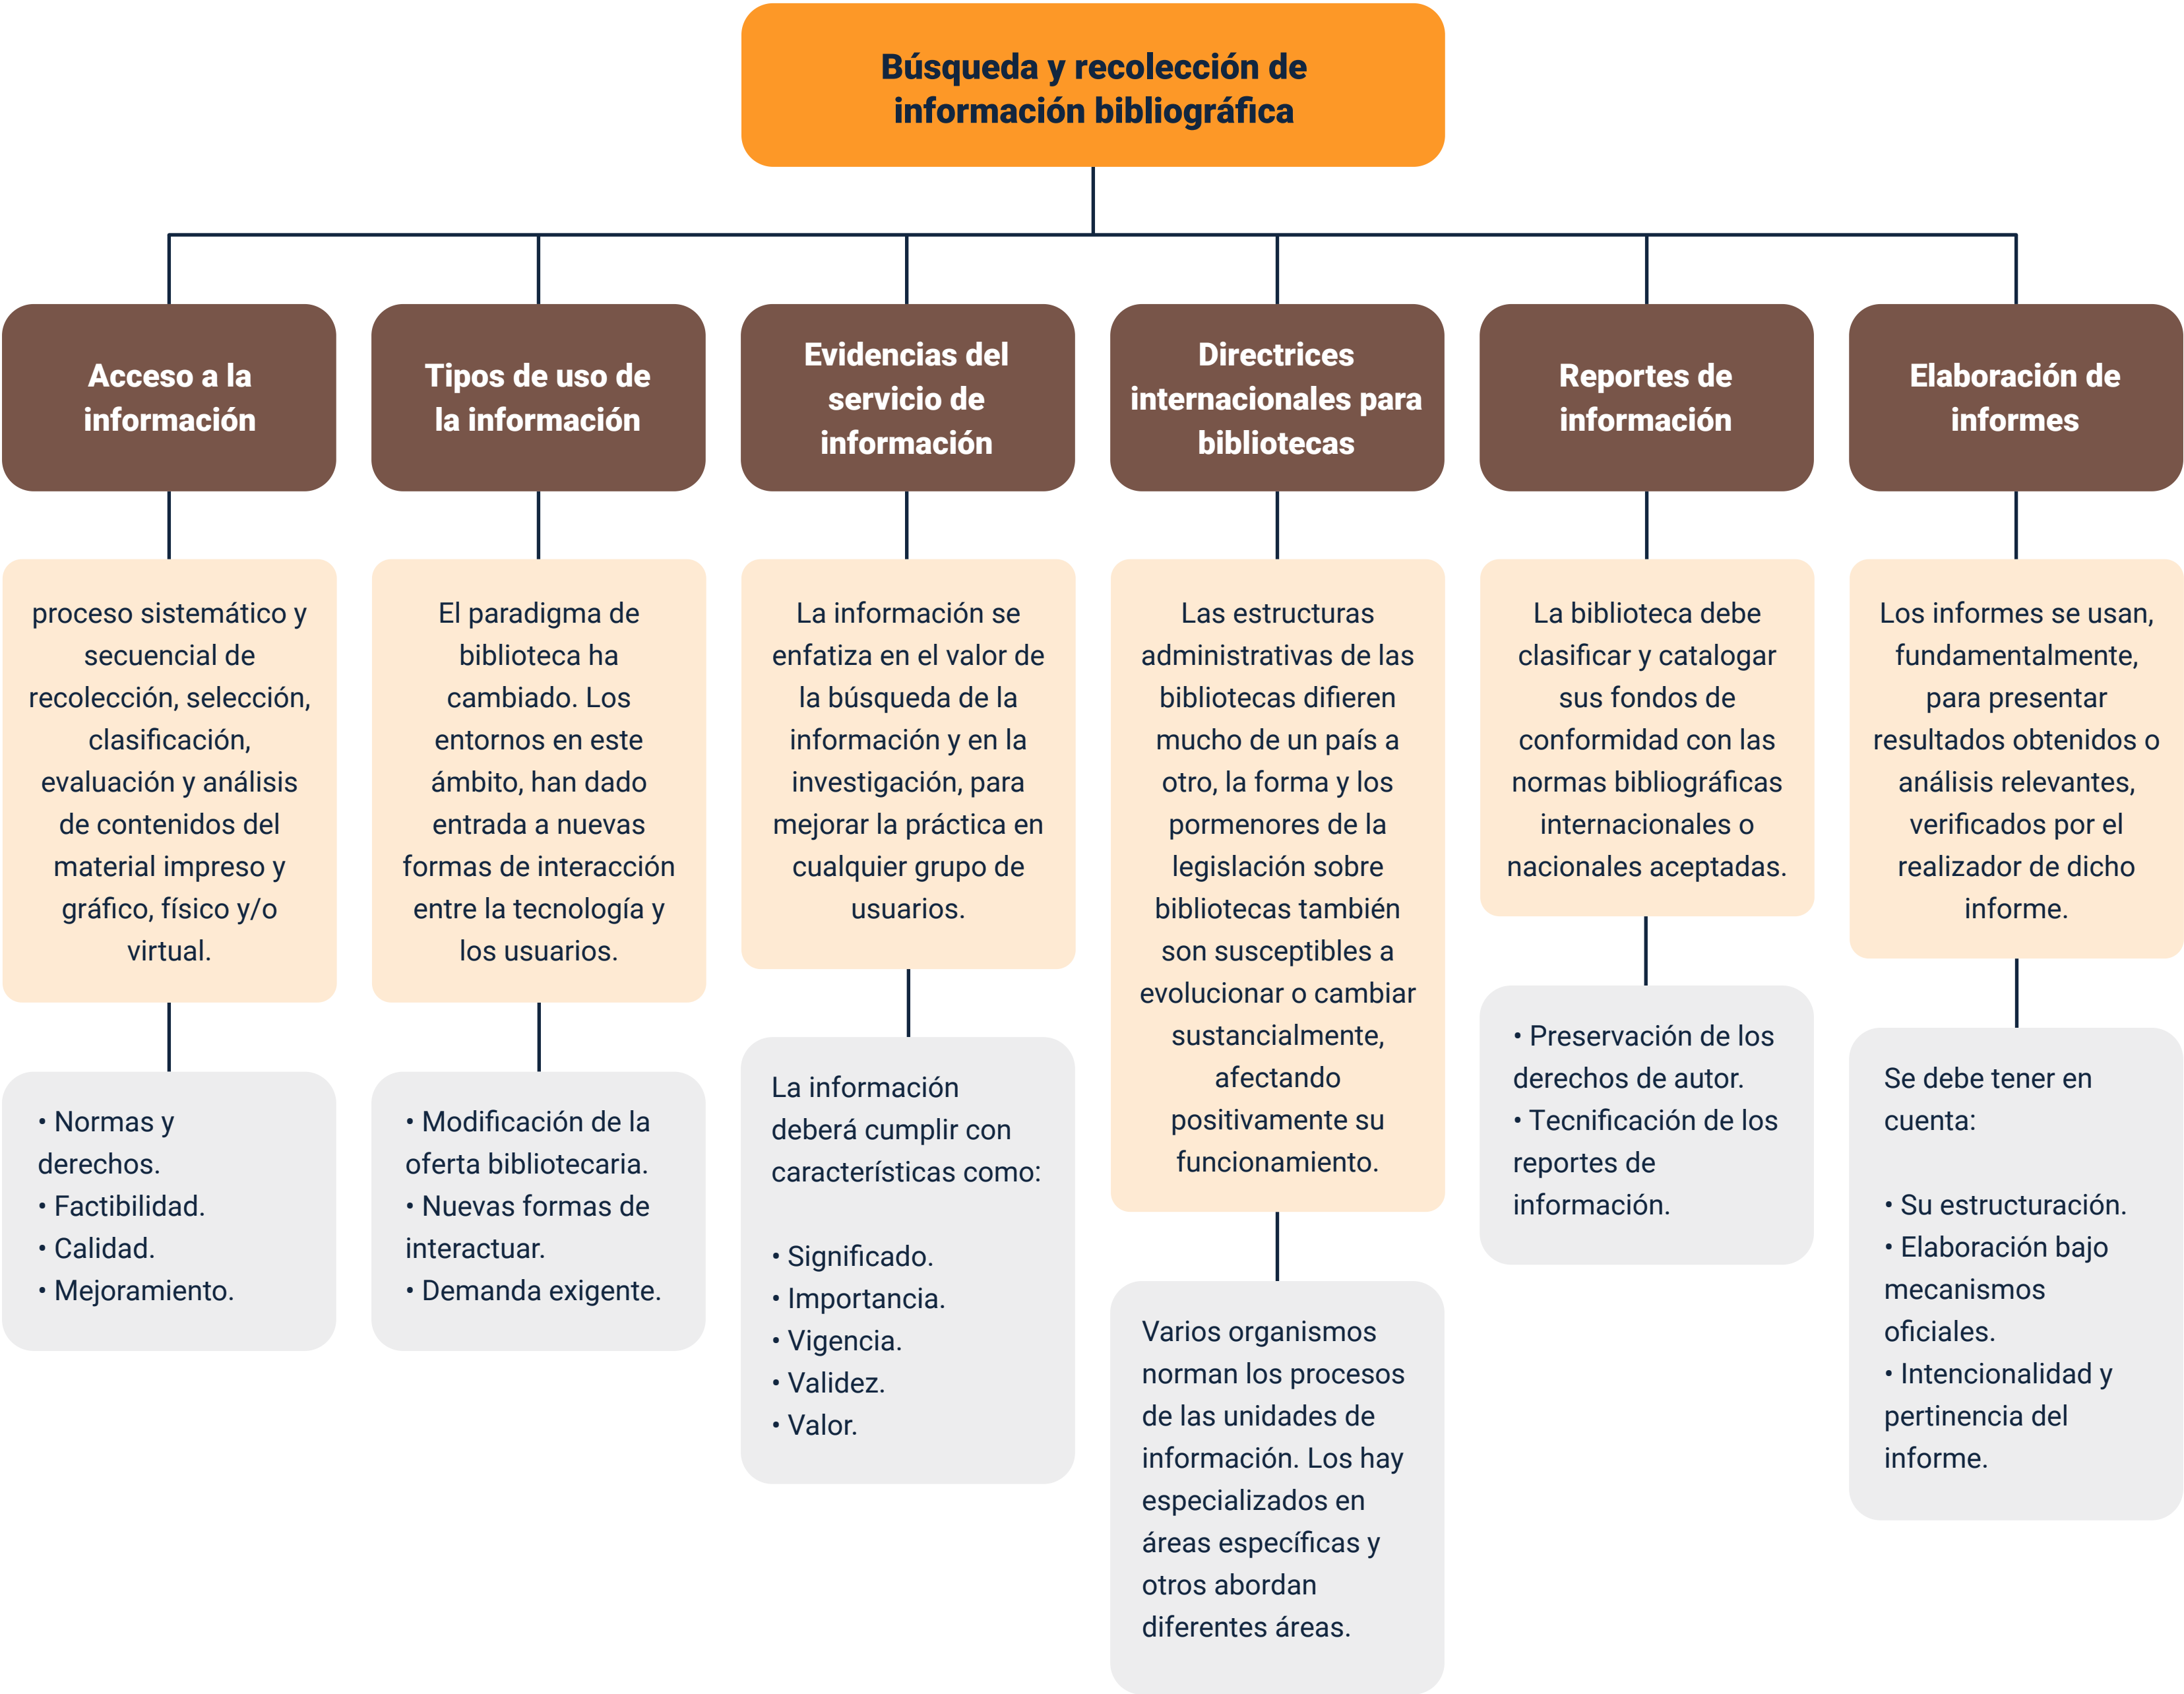 Búsqueda y recolección de
información bibliográfica
Acceso a la
información
proceso sistemático y
secuencial de
recolección, selección,
clasificación,
evaluación y análisis
de contenidos del
material impreso y
gráfico, físico y/o
virtual.
• Normas y
derechos.
• Factibilidad.
• Calidad.
• Mejoramiento.
Tipos de uso de
la información
El paradigma de
biblioteca ha
cambiado. Los
entornos en este
ámbito, han dado
entrada a nuevas
formas de interacción
entre la tecnología y
los usuarios.
• Modificación de la
oferta bibliotecaria.
• Nuevas formas de
interactuar.
• Demanda exigente.
Evidencias del
servicio de
información
La información se
enfatiza en el valor de
la búsqueda de la
información y en la
investigación, para
mejorar la práctica en
cualquier grupo de
usuarios.
La información
deberá cumplir con
características como:
• Significado.
• Importancia.
• Vigencia.
• Validez.
• Valor.
Directrices
internacionales para
bibliotecas
Las estructuras
administrativas de las
bibliotecas difieren
mucho de un país a
otro, la forma y los
pormenores de la
legislación sobre
bibliotecas también
son susceptibles a
evolucionar o cambiar
sustancialmente,
afectando
positivamente su
funcionamiento.
Varios organismos
norman los procesos
de las unidades de
información. Los hay
especializados en
áreas específicas y
otros abordan
diferentes áreas.
Reportes de
información
La biblioteca debe
clasificar y catalogar
sus fondos de
conformidad con las
normas bibliográficas
internacionales o
nacionales aceptadas.
• Preservación de los
derechos de autor.
• Tecnificación de los
reportes de
información.
Elaboración de
informes
Los informes se usan,
fundamentalmente,
para presentar
resultados obtenidos o
análisis relevantes,
verificados por el
realizador de dicho
informe.
Se debe tener en
cuenta:
• Su estructuración.
• Elaboración bajo
mecanismos
oficiales.
• Intencionalidad y
pertinencia del
informe.